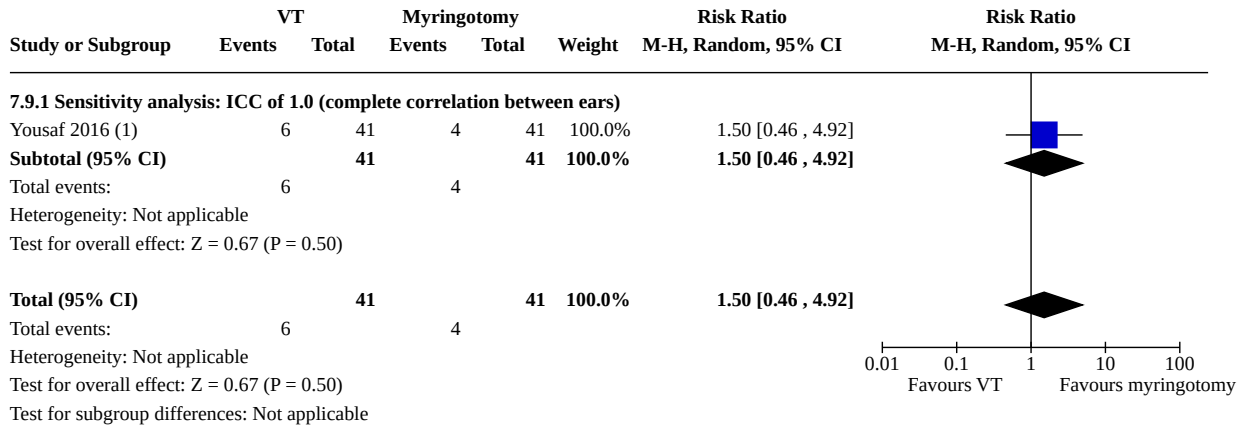 VT Myringotomy Risk Ratio Risk Ratio
Study or Subgroup Events Total Events Total Weight M-H, Random, 95% CI M-H, Random, 95% CI
7.9.1 Sensitivity analysis: ICC of 1.0 (complete correlation between ears)
Yousaf 2016 (1) 6 41 4 41 100.0% 1.50 [0.46 , 4.92]
Subtotal (95% CI) 41 41 100.0% 1.50 [0.46 , 4.92]
Total events: 6 4
Heterogeneity: Not applicable
Test for overall effect: Z = 0.67 (P = 0.50)
Total (95% CI) 41 41 100.0% 1.50 [0.46 , 4.92]
Total events: 6 4
Heterogeneity: Not applicable
0.01 0.1 1 10 100
Test for overall effect: Z = 0.67 (P = 0.50)
Favours VT Favours myringotomy
Test for subgroup differences: Not applicable